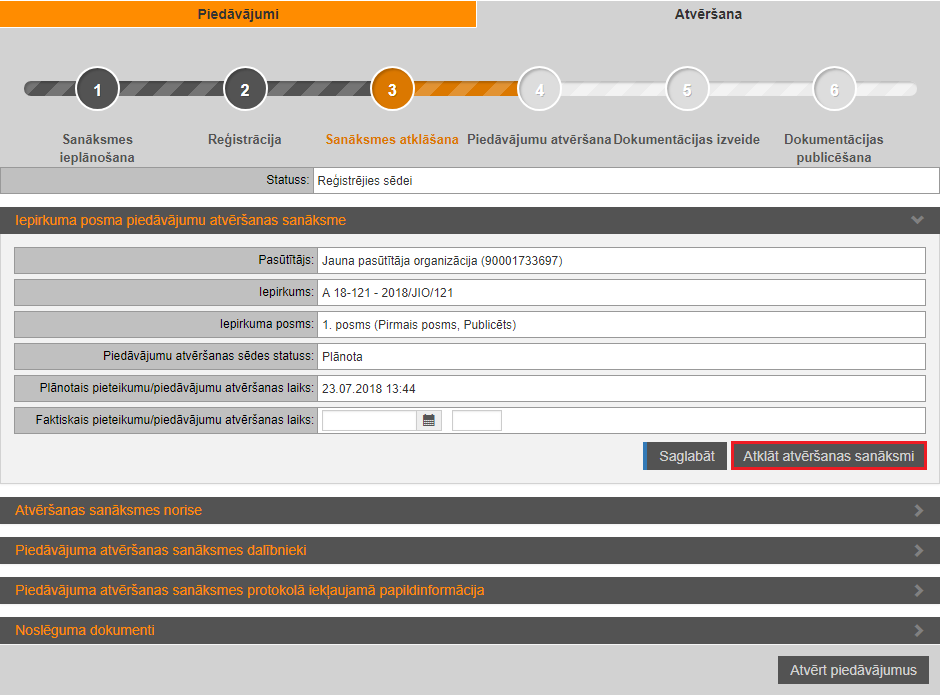 Piedāvājumi
Atvēršana
1
2
3
4
5
6
Sanāksmes
ieplānošana
Reģistrācija
Sanāksmes atklāšana
Piedāvājumu atvēršana
Dokumentācijas izveide
Dokumentācijas
publicēšana
Statuss: Reģistrējies sēdei
Iepirkuma posma piedāvājumu atvēršanas sanāksme
Pasūtītājs: Jauna pasūtītāja organizācija (90001733697)
Iepirkums: A 18-121 - 2018/JIO/121
Iepirkuma posms: 1. posms (Pirmais posms, Publicēts)
Piedāvājumu atvēršanas sēdes statuss: Plānota
Plānotais pieteikumu/piedāvājumu atvēršanas laiks: 23.07.2018 13:44
Faktiskais pieteikumu/piedāvājumu atvēršanas laiks:
Saglabāt
Atklāt atvēršanas sanāksmi
Atvēršanas sanāksmes norise
Piedāvājuma atvēršanas sanāksmes dalībnieki
Piedāvājuma atvēršanas sanāksmes protokolā iekļaujamā papildinformācija
Noslēguma dokumenti
Atvērt piedāvājumus